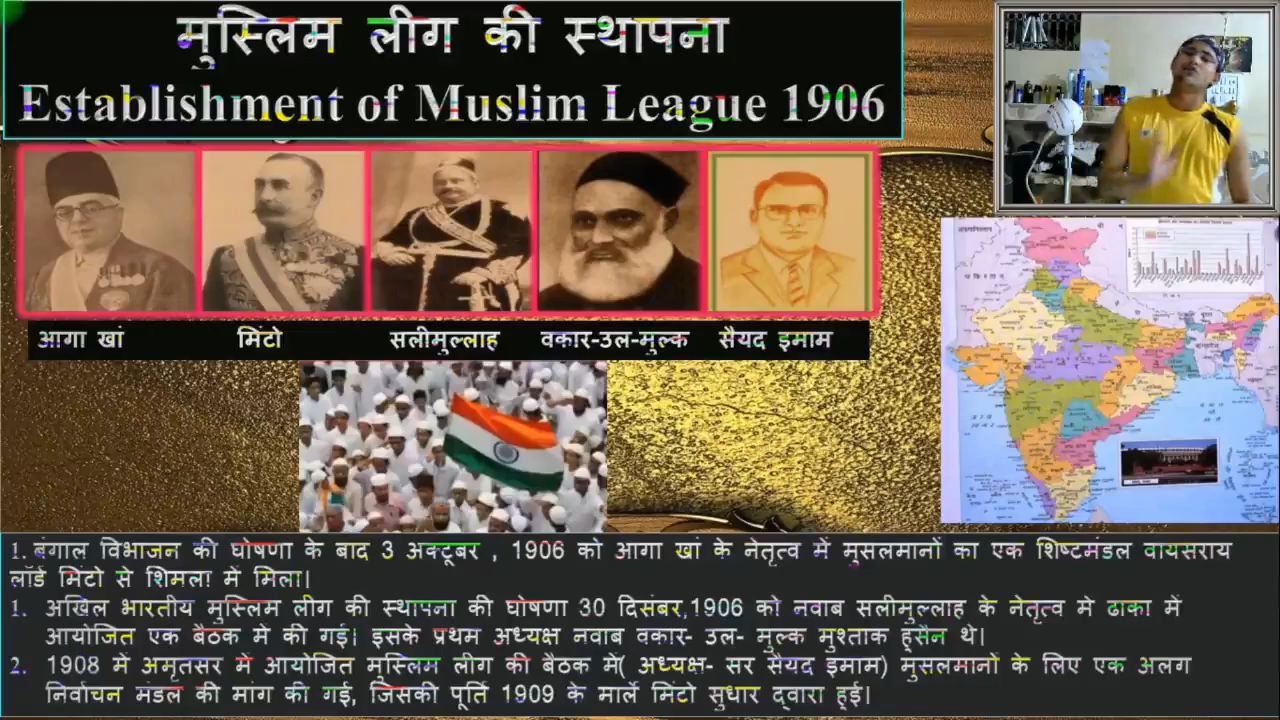 मुस्लिम लीग की स्थापना
Establishment of Muslim League 1906
आगा खां मिंटो सलीमुल्लाह वकार-उल-मुल्क सैयद इमाम
1. बंगाल विभाजन की घोषणा के बाद 3 अक्टूबर , 1906 को आगा खां के नेतृत्व में मुसलमानों का एक शिष्टमंडल वायसराय
लॉर्ड मिंटो से शिमला में मिला।
1. अखिल भारतीय मुस्लिम लीग की स्थापना की घोषणा 30 दिसंबर,1906 को नवाब सलीमुल्लाह के नेतृत्व में ढाका में
आयोजित एक बैठक में की गई। इसके प्रथम अध्यक्ष नवाब वकार- उल- मुल्क मुश्ताक हुसैन थे।
2. 1908 में अमृतसर में आयोजित मुस्लिम लीग की बैठक में( अध्यक्ष- सर सैयद इमाम) मुसलमानों के लिए एक अलग
निर्वाचन मंडल की मांग की गई, जिसकी पूर्ति 1909 के मार्ले मिंटो सुधार द्वारा हुई।